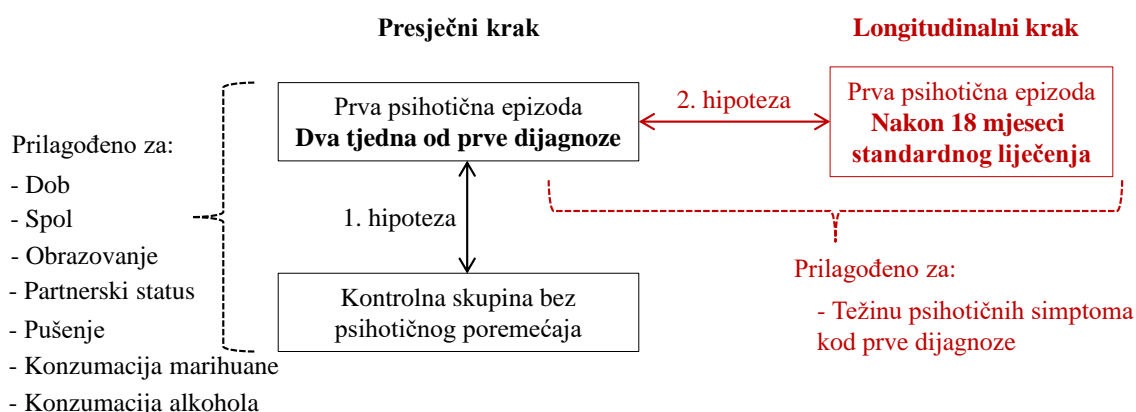 Presječni krak
Longitudinalni krak
Prva psihotična epizoda
Dva tjedna od prve dijagnoze
2. hipoteza
Prva psihotična epizoda
Nakon 18 mjeseci
standardnog liječenja
Prilagođeno za:
- Dob
- Spol
- Obrazovanje
- Partnerski status
- Pušenje
- Konzumacija marihuane
- Konzumacija alkohola
1. hipoteza
Kontrolna skupina bez
psihotičnog poremećaja
Prilagođeno za:
- Težinu psihotičnih simptoma
kod prve dijagnoze